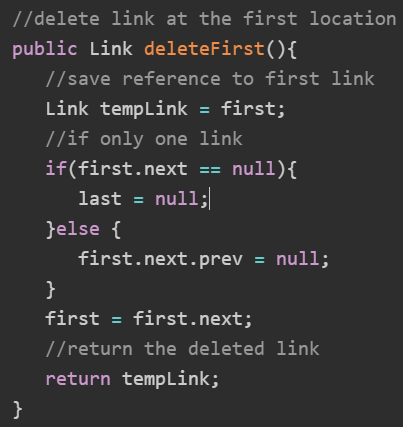 //delete link at the first location
public Link deleteFirst(){
   //save reference to first link
   Link tempLink = first;
   //if only one link
   if(first.next == null){
      last = null;
   }else {
      first.next.prev = null;
   }
   first = first.next;
   //return the deleted link
   return tempLink;
}